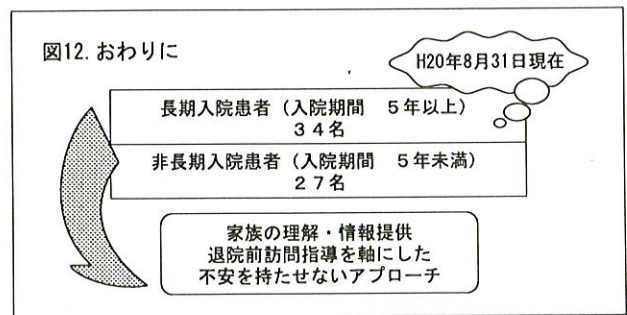 図12.おわりに
H20年8月31日現在
長期入院患者（入院期間　5年以上）
３４名
非長期入院患者（入院期間　５年未満）
２７名
家族の理解・情報提供
退院前訪問指導を軸にした
不安を持たせないアプローチ